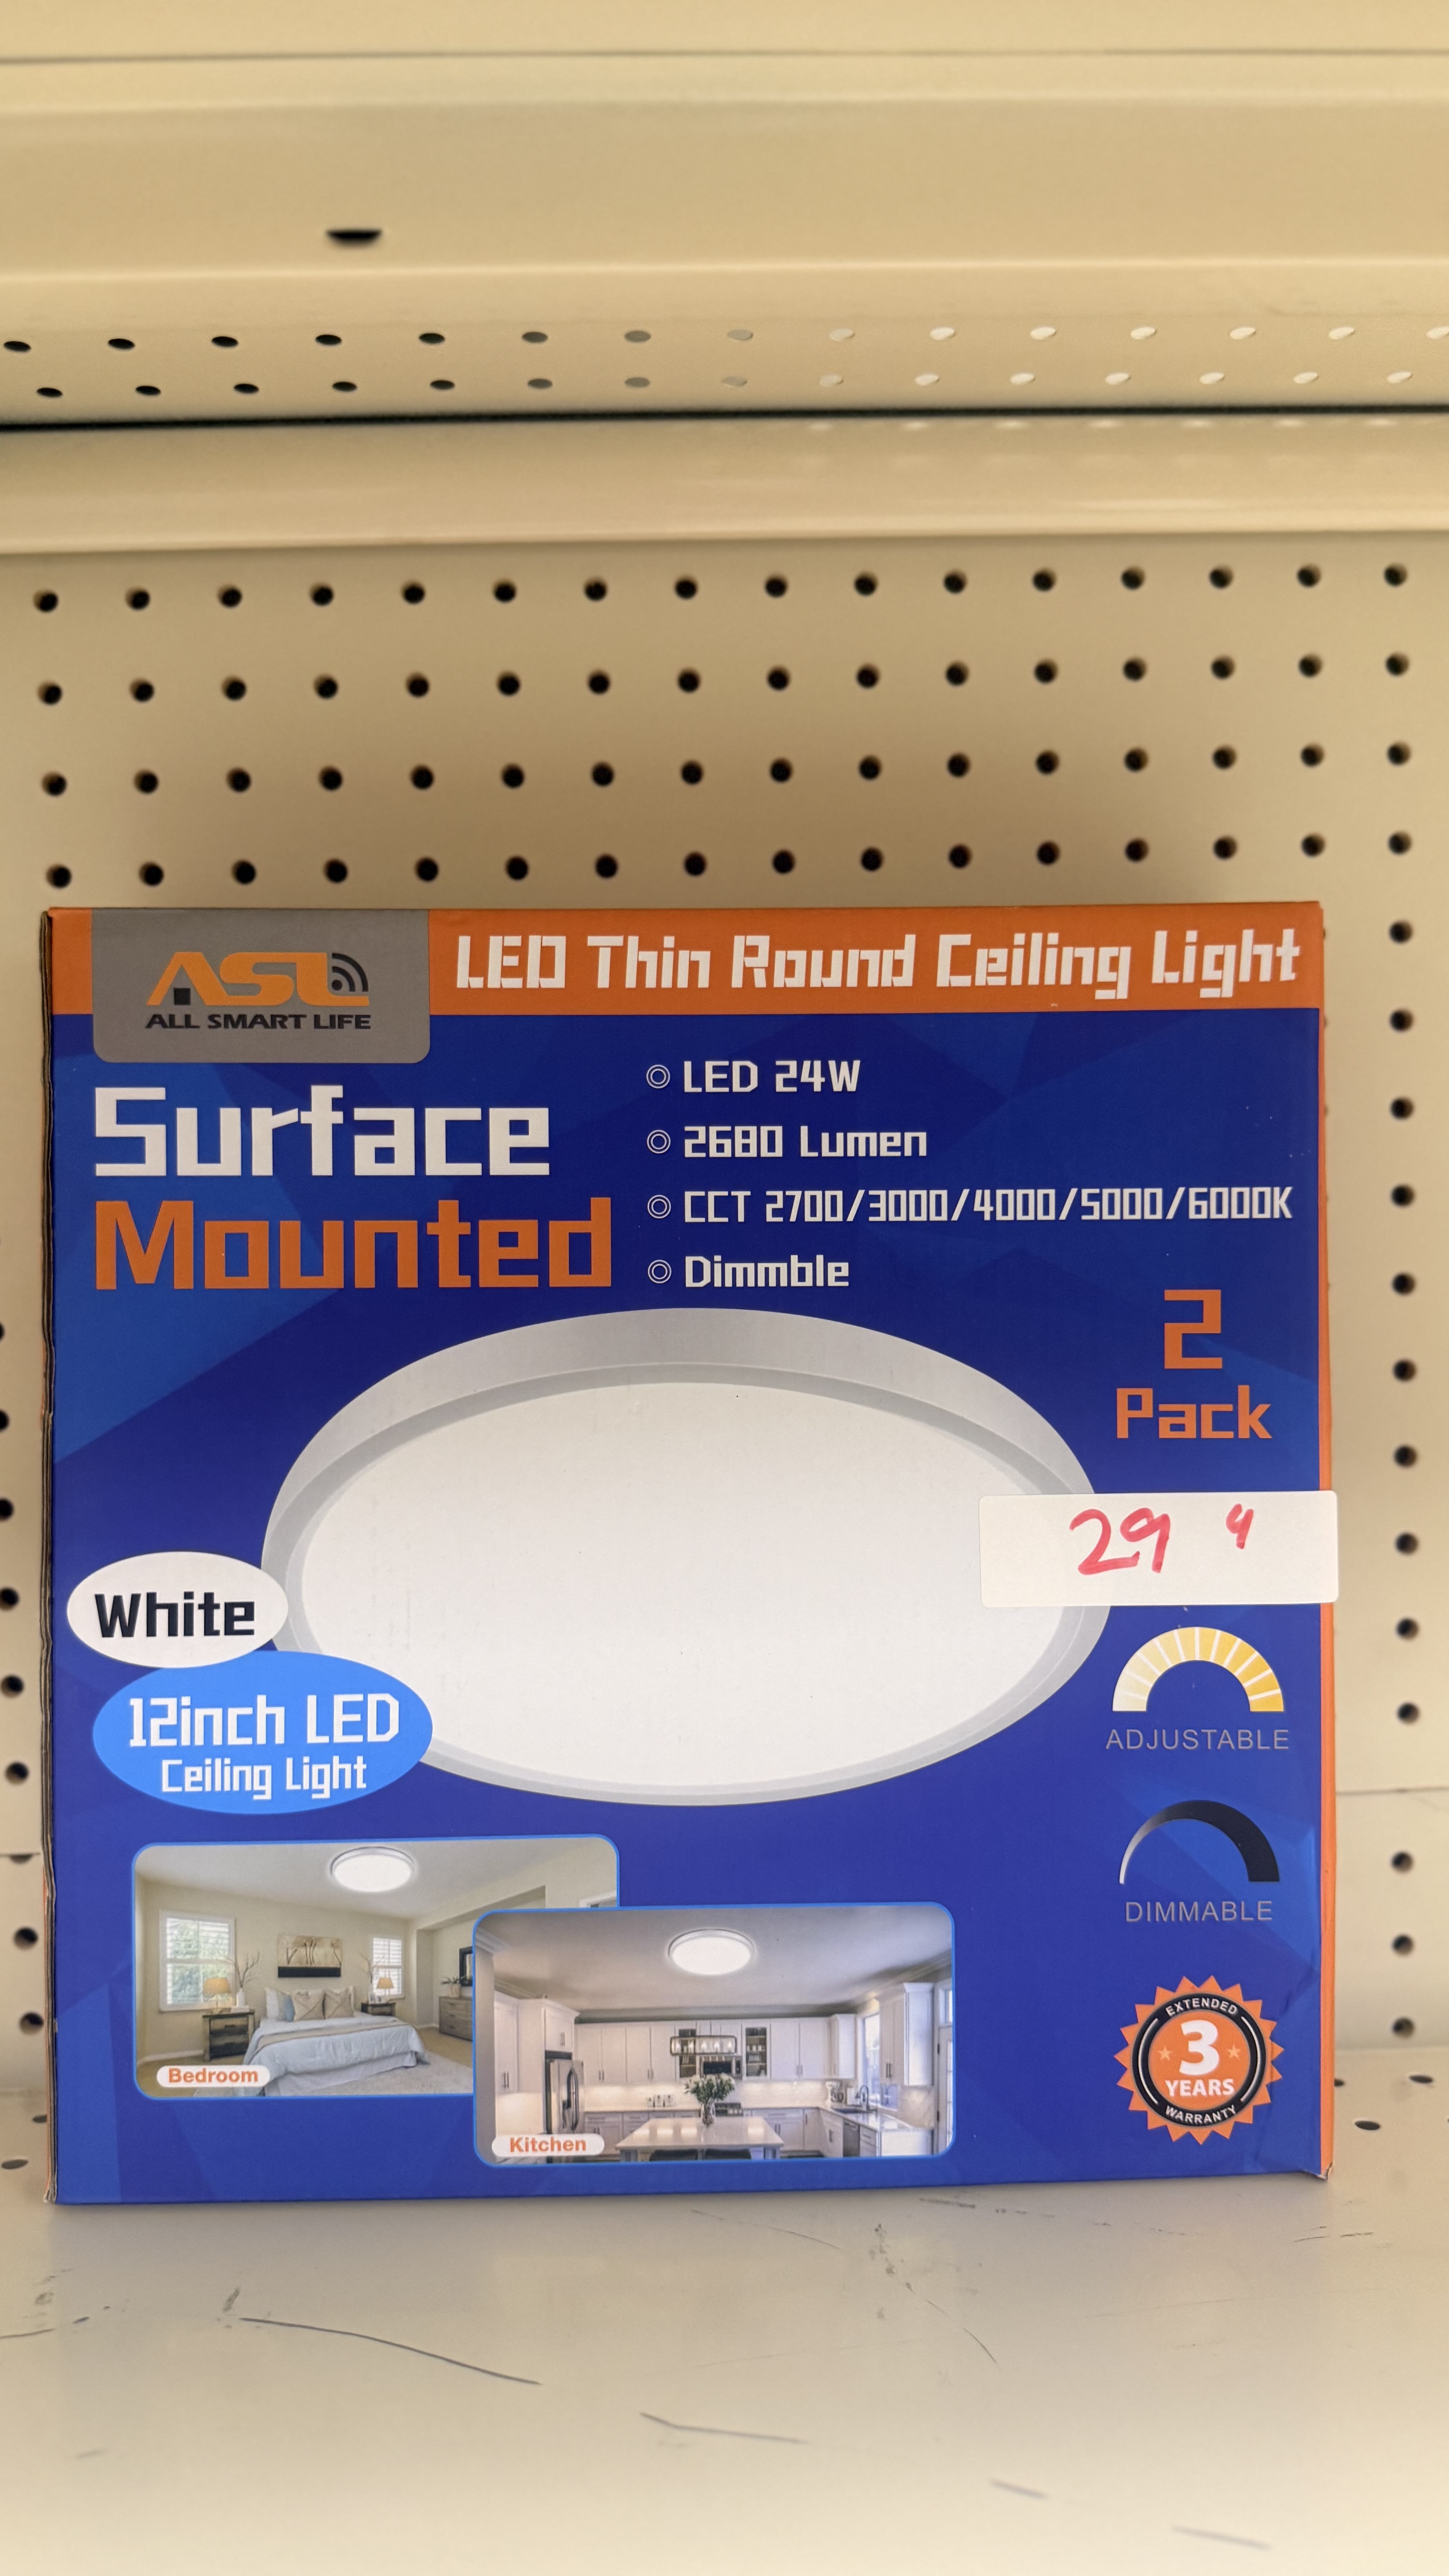 ASL
ALL SMART LIFE
LED Thin Round Ceiling Light
Surface
Mounted
LED 24W
2680 Lumen
CCT 2700/3000/4000/5000/6000K
Dimmble
2
Pack
29
White
12inch LED
Ceiling Light
ADJUSTABLE
DIMMABLE
Bedroom
Kitchen
EXTENDED
3
YEARS
WARRANTY